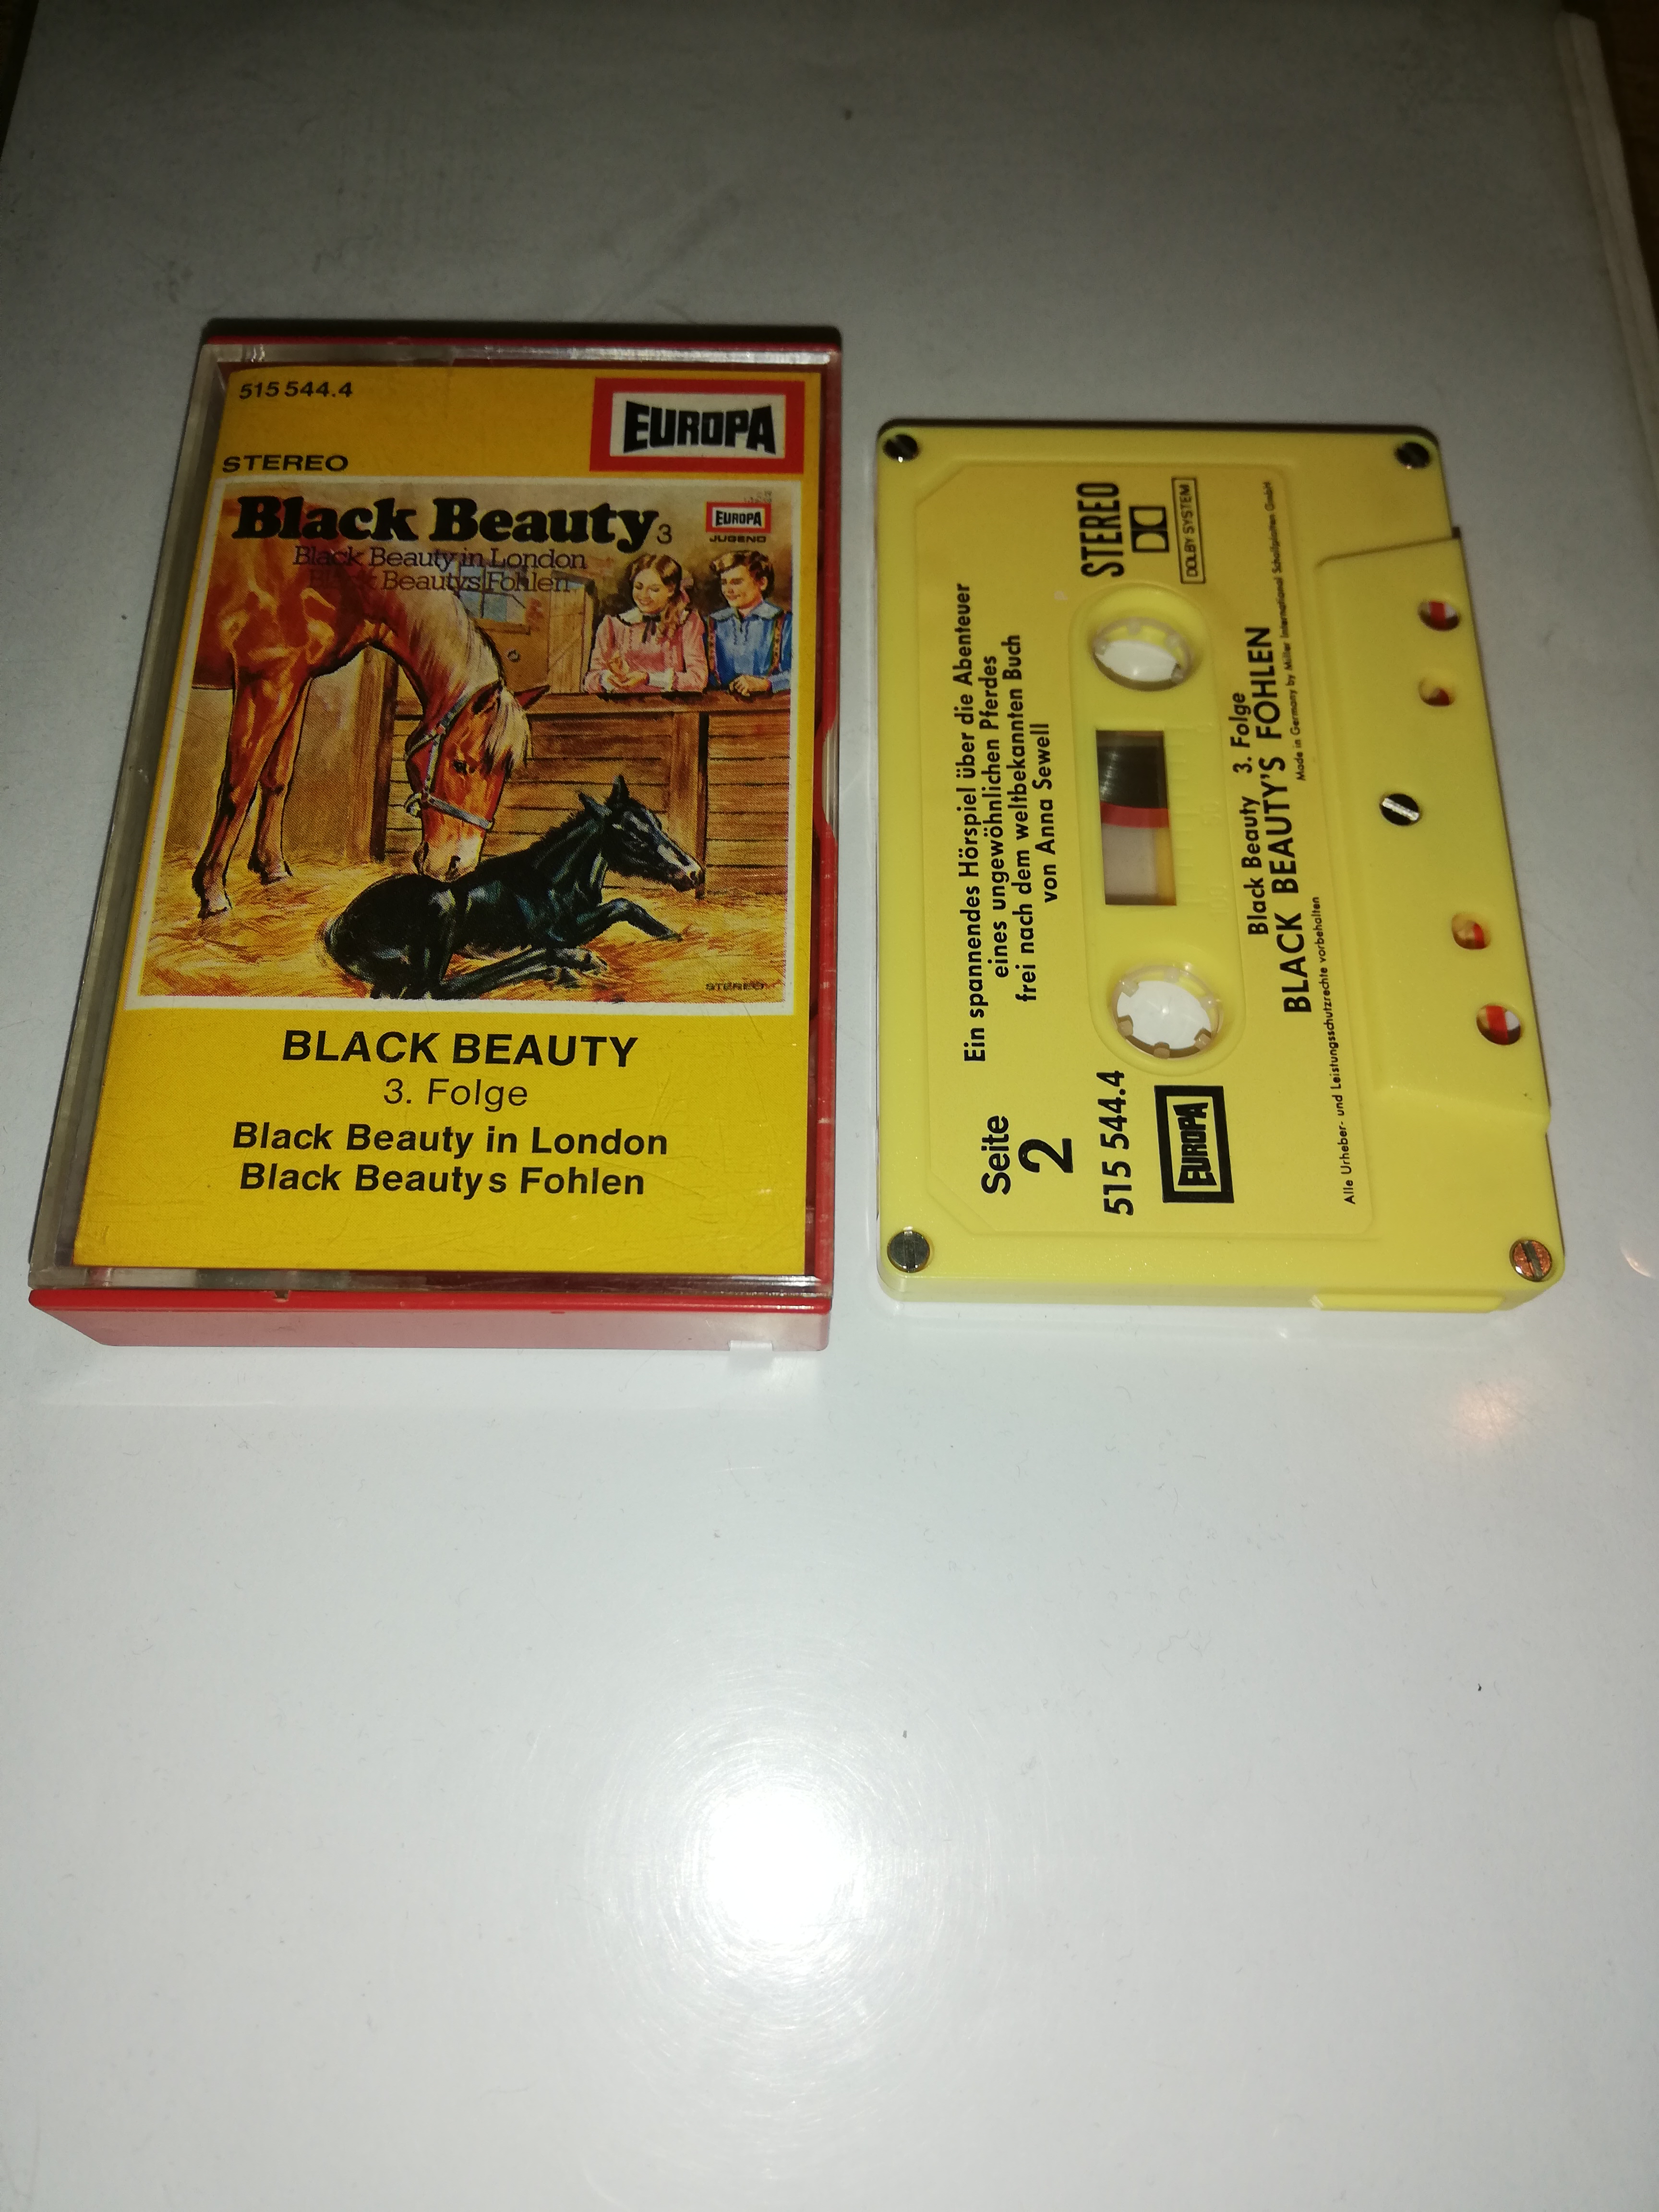 515 544.4
EUROPA
STEREO
Black Beauty 3
EUROPA
JUGEND
Black Beauty in London
Black Beautys Fohlen
STEREO
BLACK BEAUTY
3. Folge
Black Beauty in London
Black Beautys Fohlen
Ein spannendes Hörspiel über die Abenteuer
eines ungewöhnlichen Pferdes
frei nach dem weltbekannten Buch
von Anna Sewell
Seite
2
515 544.4
EUROPA
STEREO
DOLBY SYSTEM
Black Beauty 3. Folge
BLACK BEAUTY'S FOHLEN
Made in Germany by Miller International Schallplatten GmbH
Alle Urheber- und Leistungsschutzrechte vorbehalten